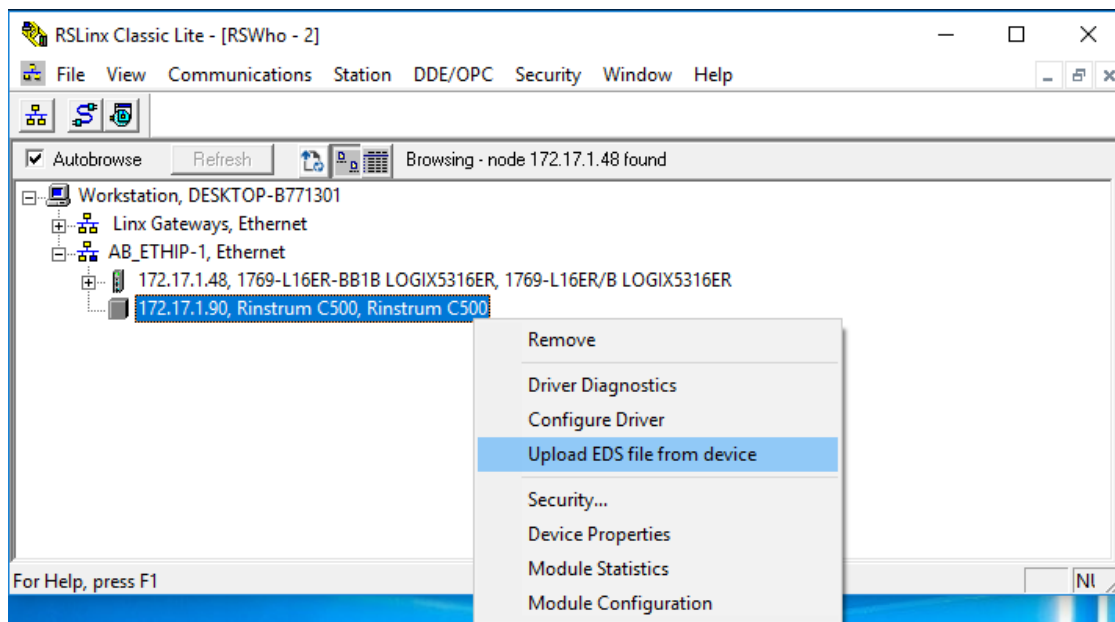 RSLinx Classic Lite - [RSWho - 2]
File View Communications Station DDE/OPC Security Window Help
Autobrowse Refresh Browsing - node 172.17.1.48 found
Workstation, DESKTOP-B771301
Linx Gateways, Ethernet
AB_ETHIP-1, Ethernet
172.17.1.48, 1769-L16ER-BB1B LOGIX5316ER, 1769-L16ER/B LOGIX5316ER
172.17.1.90, Rinstrum C500, Rinstrum C500
Remove
Driver Diagnostics
Configure Driver
Upload EDS file from device
Security...
Device Properties
Module Statistics
Module Configuration
For Help, press F1